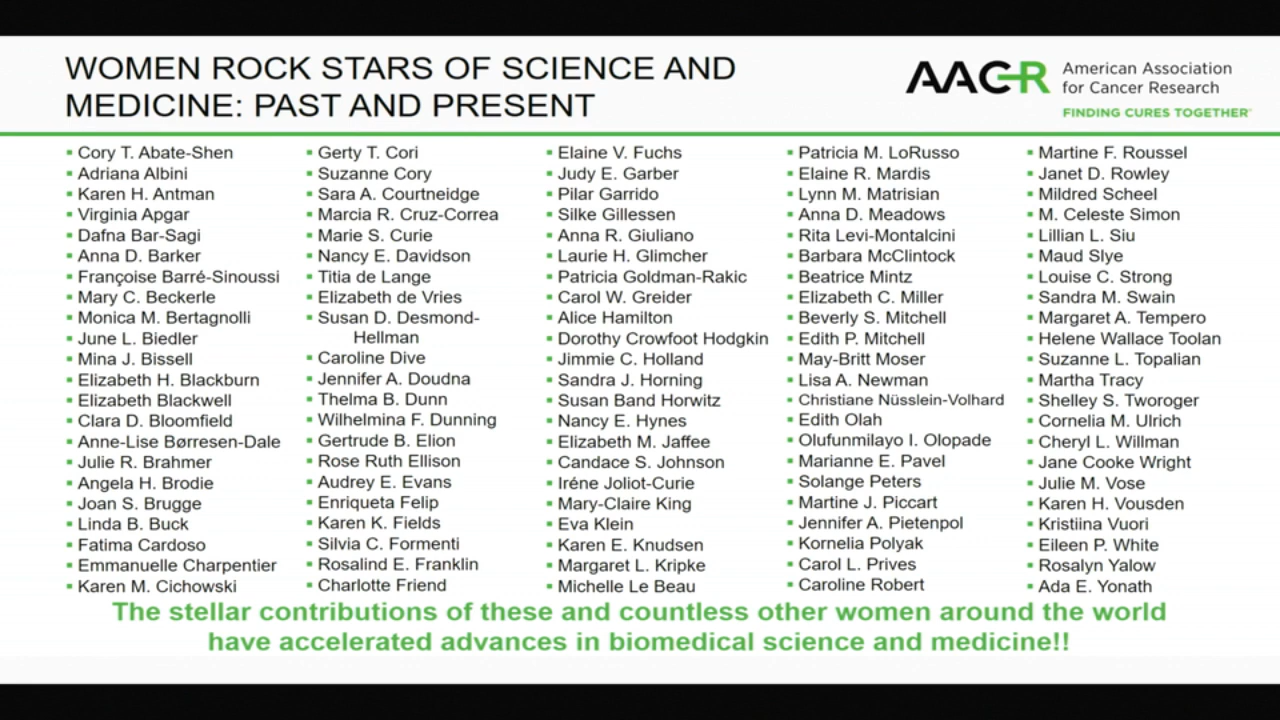 WOMEN ROCK STARS OF SCIENCE AND
MEDICINE: PAST AND PRESENT
AACR
American Association
for Cancer Research
FINDING CURES TOGETHER
▪ Cory T. Abate-Shen
▪ Adriana Albini
▪ Karen H. Antman
▪ Virginia Apgar
▪ Dafna Bar-Sagi
▪ Anna D. Barker
▪ Françoise Barré-Sinoussi
▪ Mary C. Beckerle
▪ Monica M. Bertagnolli
▪ June L. Biedler
▪ Mina J. Bissell
▪ Elizabeth H. Blackburn
▪ Elizabeth Blackwell
▪ Clara D. Bloomfield
▪ Anne-Lise Børresen-Dale
▪ Julie R. Brahmer
▪ Angela H. Brodie
▪ Joan S. Brugge
▪ Linda B. Buck
▪ Fatima Cardoso
▪ Emmanuelle Charpentier
▪ Karen M. Cichowski
▪ Gerty T. Cori
▪ Suzanne Cory
▪ Sara A. Courtneidge
▪ Marcia R. Cruz-Correa
▪ Marie S. Curie
▪ Nancy E. Davidson
▪ Titia de Lange
▪ Elizabeth de Vries
▪ Susan D. Desmond-
Hellman
▪ Caroline Dive
▪ Jennifer A. Doudna
▪ Thelma B. Dunn
▪ Wilhelmina F. Dunning
▪ Gertrude B. Elion
▪ Rose Ruth Ellison
▪ Audrey E. Evans
▪ Enriqueta Felip
▪ Karen K. Fields
▪ Silvia C. Formenti
▪ Rosalind E. Franklin
▪ Charlotte Friend
▪ Elaine V. Fuchs
▪ Judy E. Garber
▪ Pilar Garrido
▪ Silke Gillessen
▪ Anna R. Giuliano
▪ Laurie H. Glimcher
▪ Patricia Goldman-Rakic
▪ Carol W. Greider
▪ Alice Hamilton
▪ Dorothy Crowfoot Hodgkin
▪ Jimmie C. Holland
▪ Sandra J. Horning
▪ Susan Band Horwitz
▪ Nancy E. Hynes
▪ Elizabeth M. Jaffee
▪ Candace S. Johnson
▪ Iréne Joliot-Curie
▪ Mary-Claire King
▪ Eva Klein
▪ Karen E. Knudsen
▪ Margaret L. Kripke
▪ Michelle Le Beau
▪ Patricia M. LoRusso
▪ Elaine R. Mardis
▪ Lynn M. Matrisian
▪ Anna D. Meadows
▪ Rita Levi-Montalcini
▪ Barbara McClintock
▪ Beatrice Mintz
▪ Elizabeth C. Miller
▪ Beverly S. Mitchell
▪ Edith P. Mitchell
▪ May-Britt Moser
▪ Lisa A. Newman
▪ Christiane Nüsslein-Volhard
▪ Edith Olah
▪ Olufunmilayo I. Olopade
▪ Marianne E. Pavel
▪ Solange Peters
▪ Martine J. Piccart
▪ Jennifer A. Pietenpol
▪ Kornelia Polyak
▪ Carol L. Prives
▪ Caroline Robert
▪ Martine F. Roussel
▪ Janet D. Rowley
▪ Mildred Scheel
▪ M. Celeste Simon
▪ Lillian L. Siu
▪ Maud Slye
▪ Louise C. Strong
▪ Sandra M. Swain
▪ Margaret A. Tempero
▪ Helene Wallace Toolan
▪ Suzanne L. Topalian
▪ Martha Tracy
▪ Shelley S. Tworoger
▪ Cornelia M. Ulrich
▪ Cheryl L. Willman
▪ Jane Cooke Wright
▪ Julie M. Vose
▪ Karen H. Vousden
▪ Kristiina Vuori
▪ Eileen P. White
▪ Rosalyn Yalow
▪ Ada E. Yonath
The stellar contributions of these and countless other women around the world
have accelerated advances in biomedical science and medicine!!